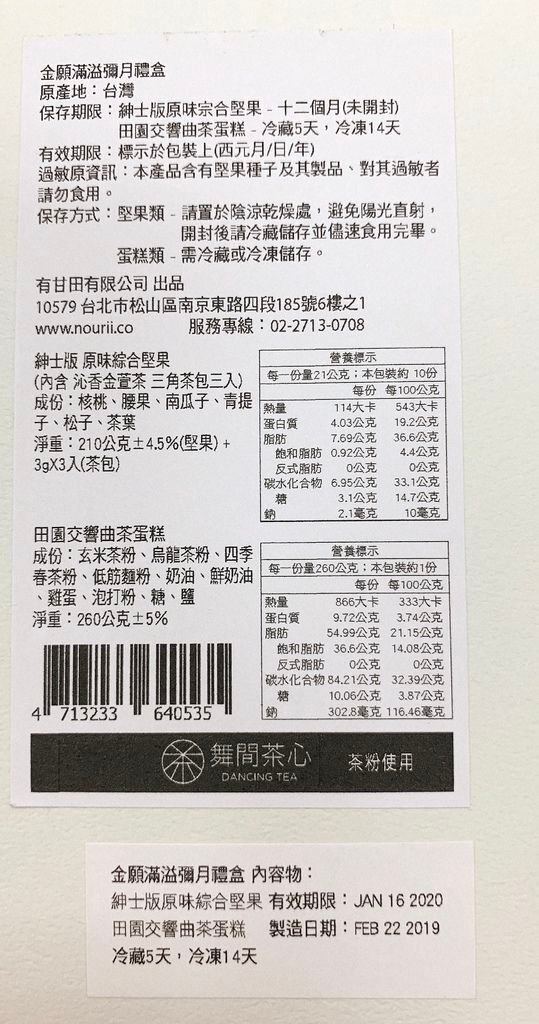 金願滿溢彌月禮盒
原產地：台灣
保存期限：紳士版原味宗合堅果 - 十二個月(未開封)
田園交響曲茶蛋糕 - 冷藏5天，冷凍14天
有效期限：標示於包裝上(西元月/日/年)
過敏原資訊：本產品含有堅果種子及其製品、對其過敏者
請勿食用。
保存方式：堅果類 - 請置於陰涼乾燥處，避免陽光直射，
開封後請冷藏儲存並儘速食用完畢。
蛋糕類 - 需冷藏或冷凍儲存。
有甘田有限公司 出品
10579 台北市松山區南京東路四段185號6樓之1
www.nourii.co 服務專線：02-2713-0708
紳士版 原味綜合堅果
(內含 沁香金萱茶 三角茶包三入)
成份：核桃、腰果、南瓜子、青提
子、松子、茶葉
淨重：210公克±4.5%(堅果) +
3gX3入(茶包)
營養標示
每一份量21公克；本包裝約 10份
每份 每100公克
熱量 114大卡 543大卡
蛋白質 4.03公克 19.2公克
脂肪 7.69公克 36.6公克
飽和脂肪 0.92公克 4.4公克
反式脂肪 0公克 0公克
碳水化合物 6.95公克 33.1公克
糖 3.1公克 14.7公克
鈉 2.1毫克 10毫克
田園交響曲茶蛋糕
成份：玄米茶粉、烏龍茶粉、四季
春茶粉、低筋麵粉、奶油、鮮奶油
、雞蛋、泡打粉、糖、鹽
淨重：260公克±5%
營養標示
每一份量260公克；本包裝約1份
每份 每100公克
熱量 866大卡 333大卡
蛋白質 9.72公克 3.74公克
脂肪 54.99公克 21.15公克
飽和脂肪 36.6公克 14.08公克
反式脂肪 0公克 0公克
碳水化合物 84.21公克 32.39公克
糖 10.06公克 3.87公克
鈉 302.8毫克 116.46毫克
4 713233 640535
舞間茶心 茶粉使用
DANCING TEA
金願滿溢彌月禮盒 內容物：
紳士版原味綜合堅果 有效期限：JAN 16 2020
田園交響曲茶蛋糕 製造日期：FEB 22 2019
冷藏5天，冷凍14天